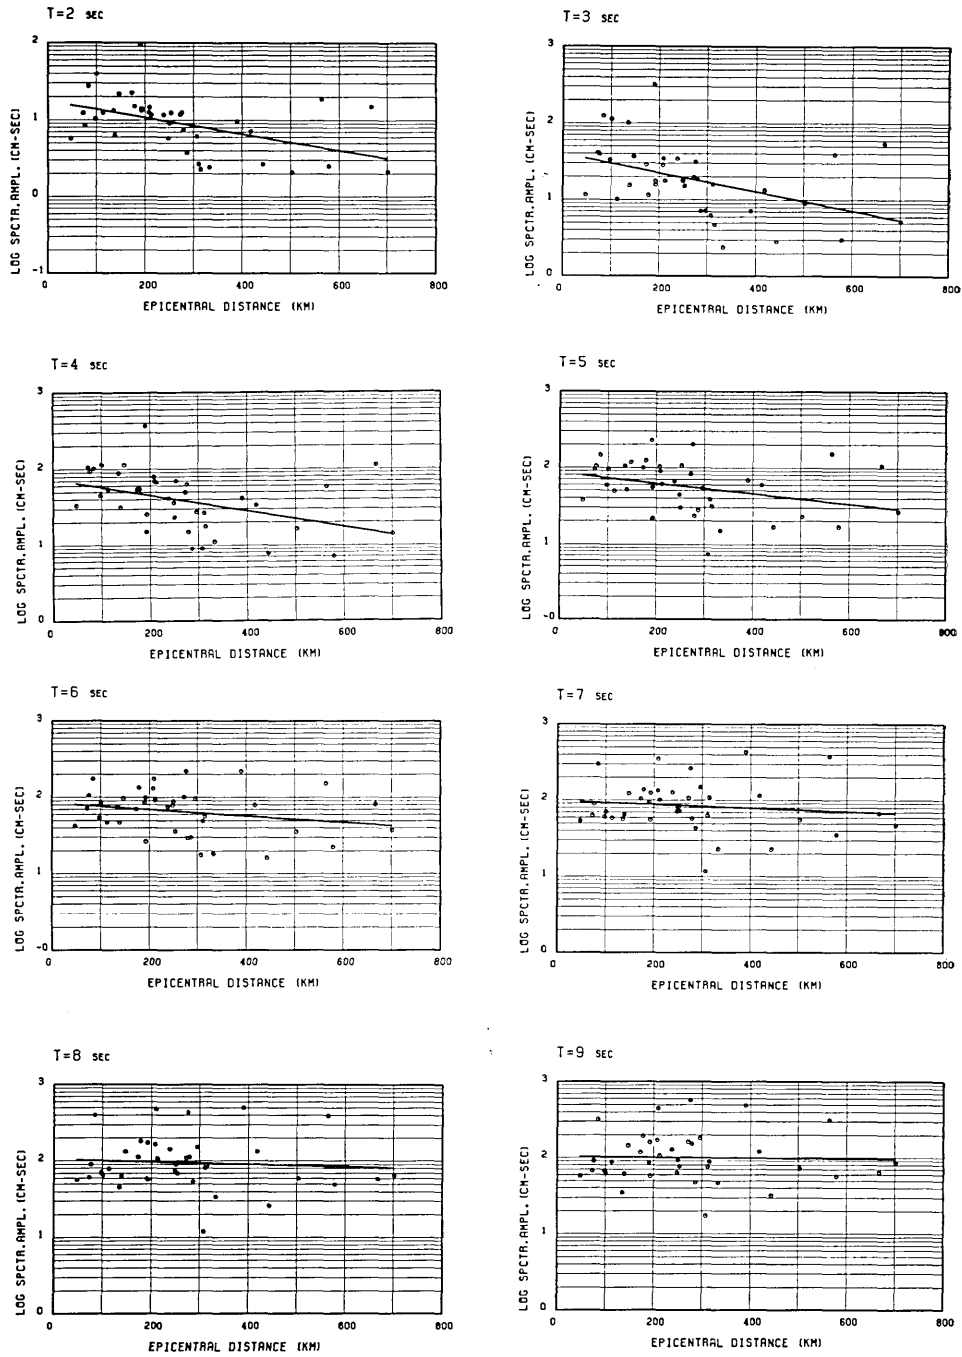 T=2 SEC
LOG SPCTR.AMPL.(CM-SEC)
2
1
0
-1
0 200 400 600 800
EPICENTRAL DISTANCE (KM)
T=3 SEC
LOG SPCTR.AMPL.(CM-SEC)
3
2
1
0
0 200 400 600 800
EPICENTRAL DISTANCE (KM)
T=4 SEC
LOG SPCTR.AMPL.(CM-SEC)
3
2
1
0
0 200 400 600 800
EPICENTRAL DISTANCE (KM)
T=5 SEC
LOG SPCTR.AMPL.(CM-SEC)
3
2
1
-0
0 200 400 600 800
EPICENTRAL DISTANCE (KM)
T=6 SEC
LOG SPCTR.AMPL.(CM-SEC)
3
2
1
-0
0 200 400 600 800
EPICENTRAL DISTANCE (KM)
T=7 SEC
LOG SPCTR.AMPL.(CM-SEC)
3
2
1
0
0 200 400 600 800
EPICENTRAL DISTANCE (KM)
T=8 SEC
LOG SPCTR.AMPL.(CM-SEC)
3
2
1
0
0 200 400 600 800
EPICENTRAL DISTANCE (KM)
T=9 SEC
LOG SPCTR.AMPL.(CM-SEC)
3
2
1
0
0 200 400 600 800
EPICENTRAL DISTANCE (KM)